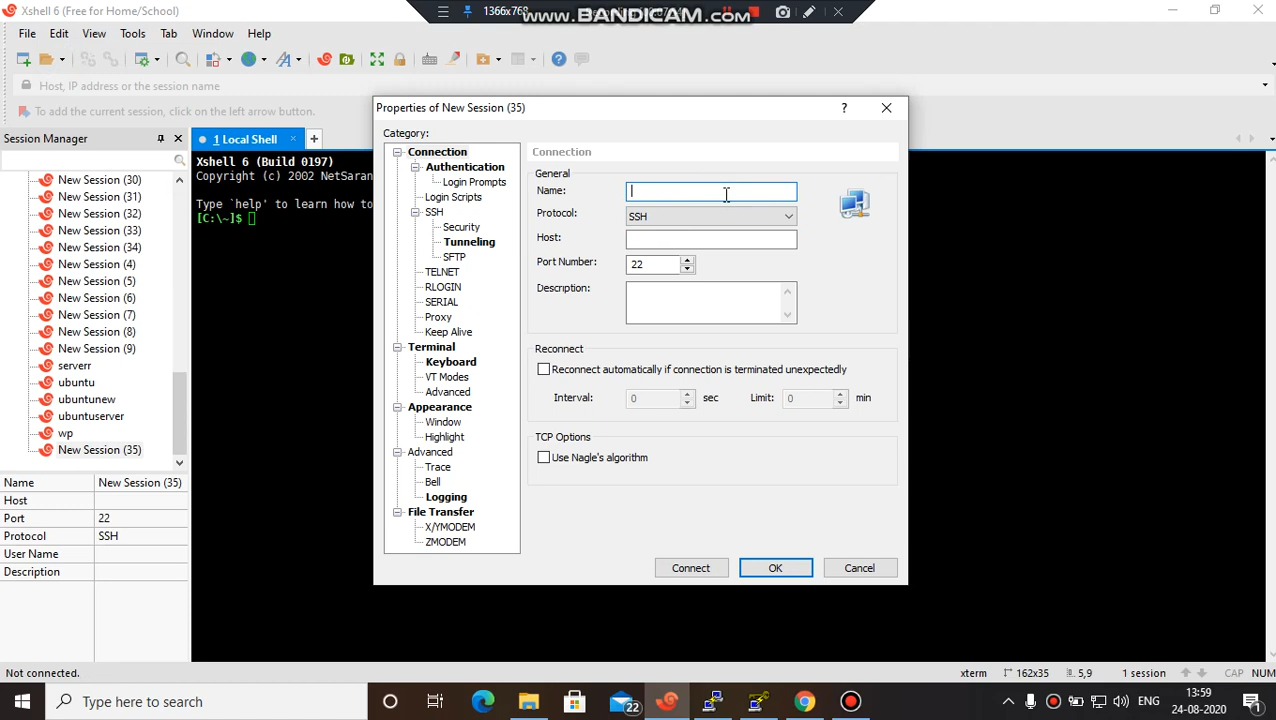 Xshell 6 (Free for Home/School)
1366x768
www.BANDICAM.com
File Edit View Tools Tab Window Help
Host, IP address or the session name
To add the current session, click on the left arrow button.
Session Manager
1 Local Shell
New Session (30)
New Session (31)
New Session (32)
New Session (33)
New Session (34)
New Session (4)
New Session (5)
New Session (6)
New Session (7)
New Session (8)
New Session (9)
serverr
ubuntu
ubuntunew
ubuntuserver
wp
New Session (35)
Name New Session (35)
Host
Port 22
Protocol SSH
User Name
Description
Xshell 6 (Build 0197)
Copyright (c) 2002 NetSaran
Type `help' to learn how to
[C:\~]$
Properties of New Session (35)
?
Category:
Connection
Authentication
Login Prompts
Login Scripts
SSH
Security
Tunneling
SFTP
TELNET
RLOGIN
SERIAL
Proxy
Keep Alive
Terminal
Keyboard
VT Modes
Advanced
Appearance
Window
Highlight
Advanced
Trace
Bell
Logging
File Transfer
X/YMODEM
ZMODEM
Connection
General
Name:
Protocol: SSH
Host:
Port Number: 22
Description:
Reconnect
Reconnect automatically if connection is terminated unexpectedly
Interval: 0 sec Limit: 0 min
TCP Options
Use Nagle's algorithm
Connect OK Cancel
Not connected. xterm 162x35 5,9 1 session CAP NUM
Type here to search
22
ENG
13:59
24-08-2020
1